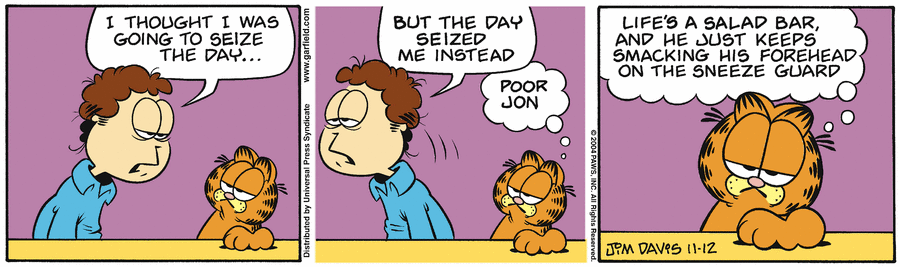 I THOUGHT I WAS
GOING TO SEIZE
THE DAY...
www.garfield.com
Distributed by Universal Press Syndicate
BUT THE DAY
SEIZED
ME INSTEAD
POOR
JON
© 2004 PAWS, INC. All Rights Reserved.
LIFE'S A SALAD BAR,
AND HE JUST KEEPS
SMACKING HIS FOREHEAD
ON THE SNEEZE GUARD
JIM DAVIS 11-12